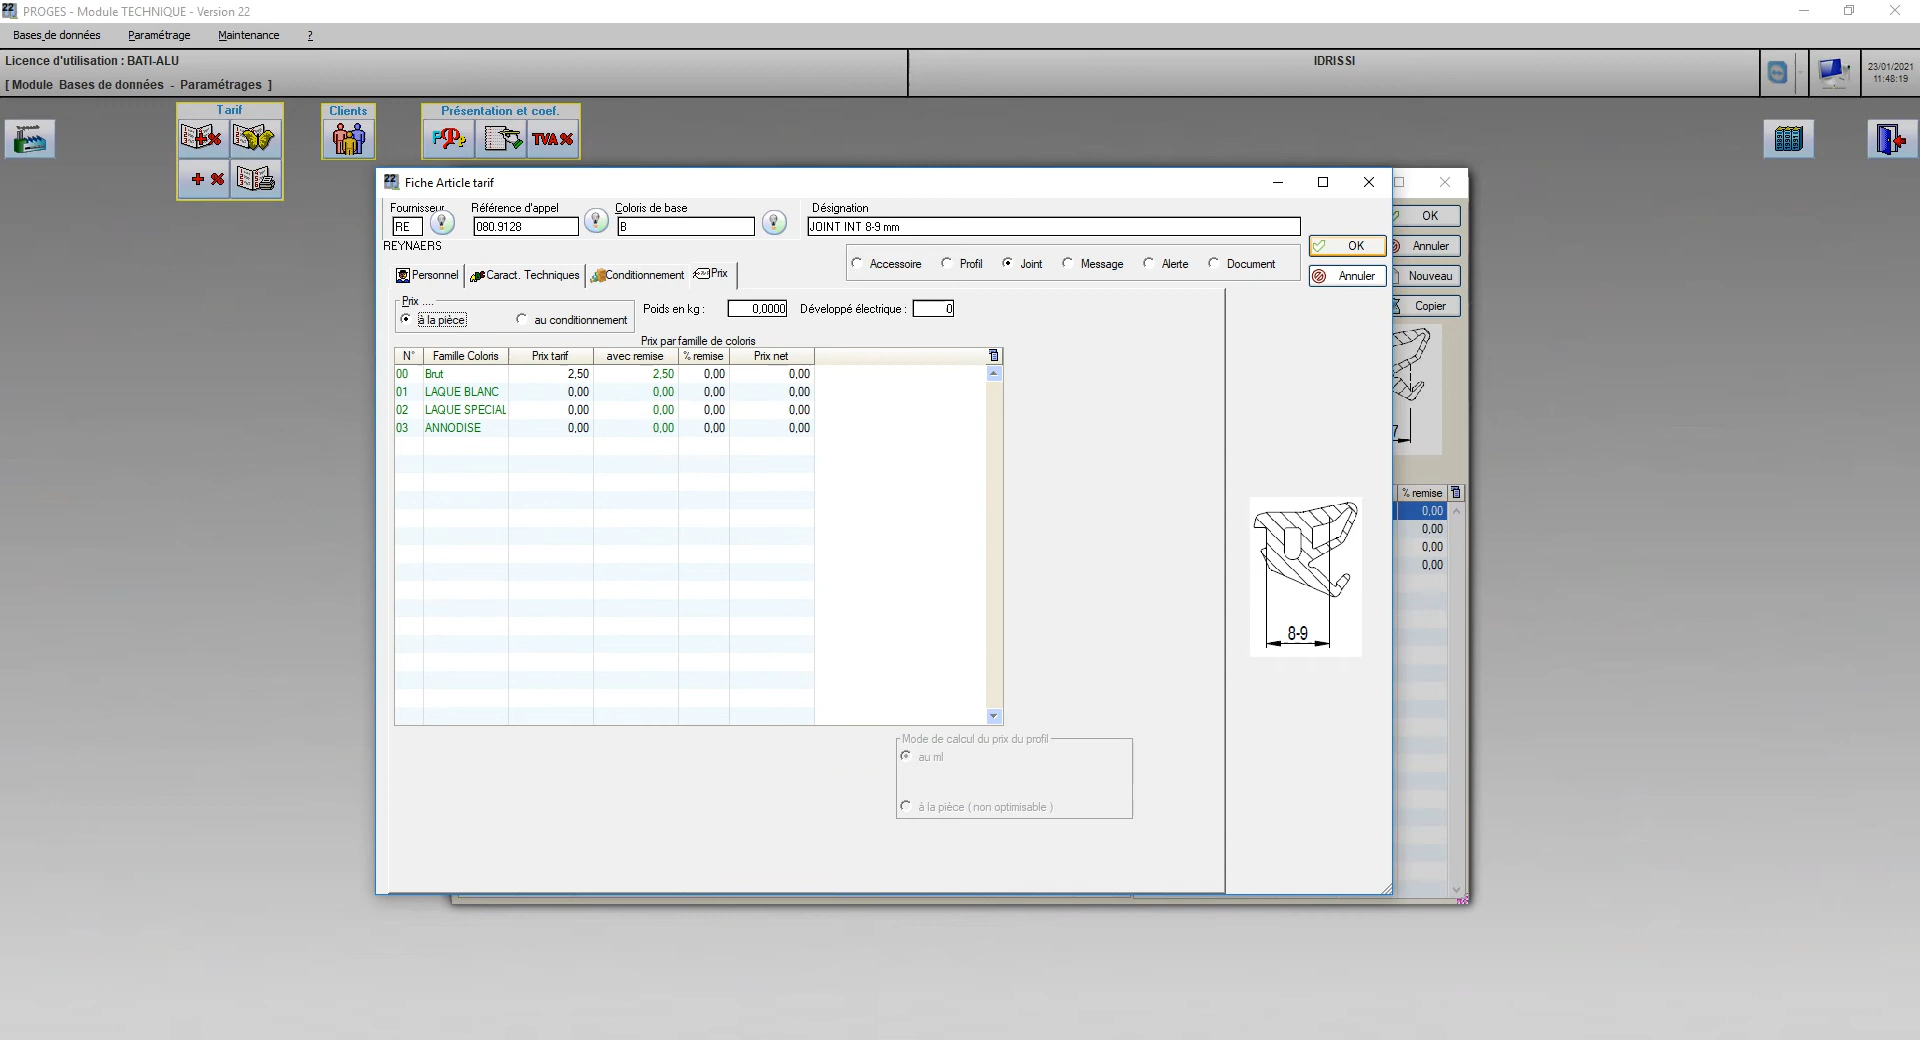 22 PROGES - Module TECHNIQUE - Version 22
Bases de données Paramétrage Maintenance ?
Licence d'utilisation : BATI-ALU
IDRISSI
[ Module Bases de données - Paramétrages ]
23/01/2021
11:48:19
Tarif
Clients
Présentation et coef.
TVA %
22 Fiche Article tarif
Fournisseur Référence d'appel Coloris de base Désignation
RE 080.9128 B JOINT INT 8-9 mm
REYNAERS
Accessoire Profil Joint Message Alerte Document
OK
Annuler
OK
Annuler
Nouveau
Copier
Personnel Caract. Techniques Conditionnement Prix
Prix ....
à la pièce au conditionnement
Poids en kg : 0,0000 Développé électrique : 0
Prix par famille de coloris
N° Famille Coloris Prix tarif avec remise % remise Prix net
00 Brut 2,50 2,50 0,00 0,00
01 LAQUE BLANC 0,00 0,00 0,00 0,00
02 LAQUE SPECIAL 0,00 0,00 0,00 0,00
03 ANNODISE 0,00 0,00 0,00 0,00
7
% remise
0,00
0,00
0,00
0,00
8-9
Mode de calcul du prix du profil
au ml
à la pièce ( non optimisable )